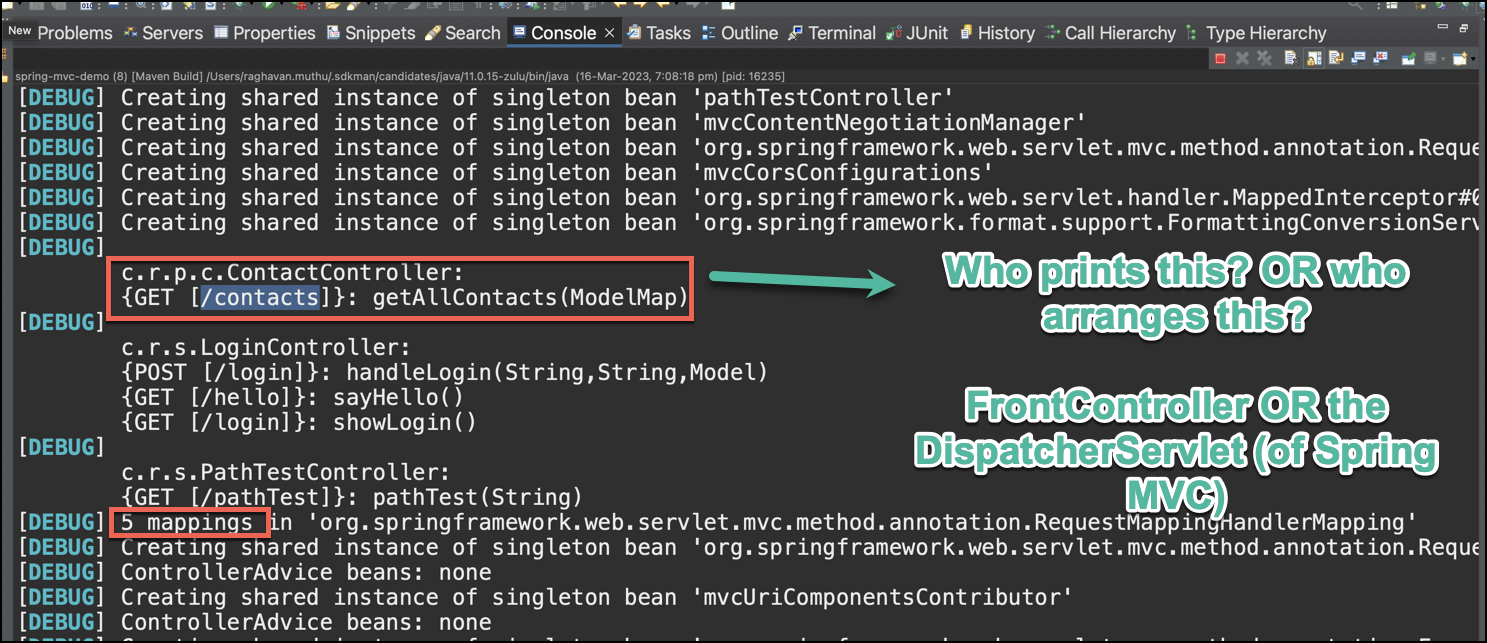 New Problems Servers Properties Snippets Search Console × Tasks Outline Terminal JUnit History Call Hierarchy Type Hierarchy
spring-mvc-demo (8) [Maven Build] /Users/raghavan.muthu/.sdkman/candidates/java/11.0.15-zulu/bin/java (16-Mar-2023, 7:08:18 pm) [pid: 16235]
[DEBUG] Creating shared instance of singleton bean 'pathTestController'
[DEBUG] Creating shared instance of singleton bean 'mvcContentNegotiationManager'
[DEBUG] Creating shared instance of singleton bean 'org.springframework.web.servlet.mvc.method.annotation.Reque
[DEBUG] Creating shared instance of singleton bean 'mvcCorsConfigurations'
[DEBUG] Creating shared instance of singleton bean 'org.springframework.web.servlet.handler.MappedInterceptor#0
[DEBUG] Creating shared instance of singleton bean 'org.springframework.format.support.FormattingConversionServ
[DEBUG]
c.r.p.c.ContactController:
{GET [/contacts]}: getAllContacts(ModelMap)
Who prints this? OR who
arranges this?
[DEBUG]
c.r.s.LoginController:
{POST [/login]}: handleLogin(String,String,Model)
{GET [/hello]}: sayHello()
{GET [/login]}: showLogin()
FrontController OR the
DispatcherServlet (of Spring
MVC)
[DEBUG]
c.r.s.PathTestController:
{GET [/pathTest]}: pathTest(String)
[DEBUG] 5 mappings in 'org.springframework.web.servlet.mvc.method.annotation.RequestMappingHandlerMapping'
[DEBUG] Creating shared instance of singleton bean 'org.springframework.web.servlet.mvc.method.annotation.Reque
[DEBUG] ControllerAdvice beans: none
[DEBUG] Creating shared instance of singleton bean 'mvcUriComponentsContributor'
[DEBUG] ControllerAdvice beans: none